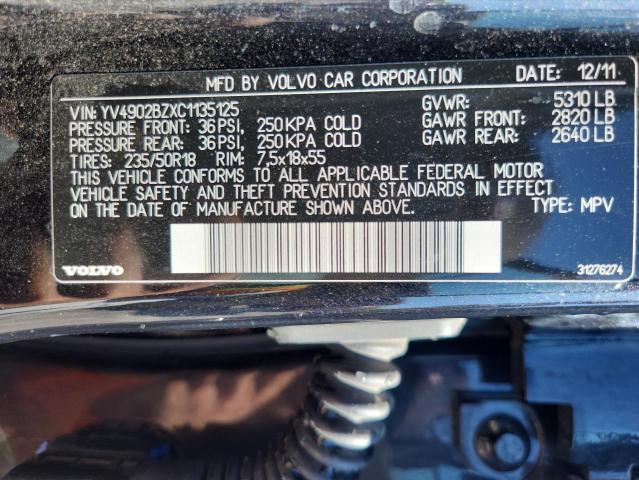 MFD BY VOLVO CAR CORPORATION DATE: 12/11
VIN: YV4902BZXC1135125 GVWR: 5310 LB
PRESSURE FRONT: 36PSI, 250KPA COLD GAWR FRONT: 2820 LB
PRESSURE REAR: 36PSI, 250KPA COLD GAWR REAR: 2640 LB
TIRES: 235/50R18 RIM: 7,5x18x55
THIS VEHICLE CONFORMS TO ALL APPLICABLE FEDERAL MOTOR
VEHICLE SAFETY AND THEFT PREVENTION STANDARDS IN EFFECT
ON THE DATE OF MANUFACTURE SHOWN ABOVE. TYPE: MPV
VOLVO 31276274